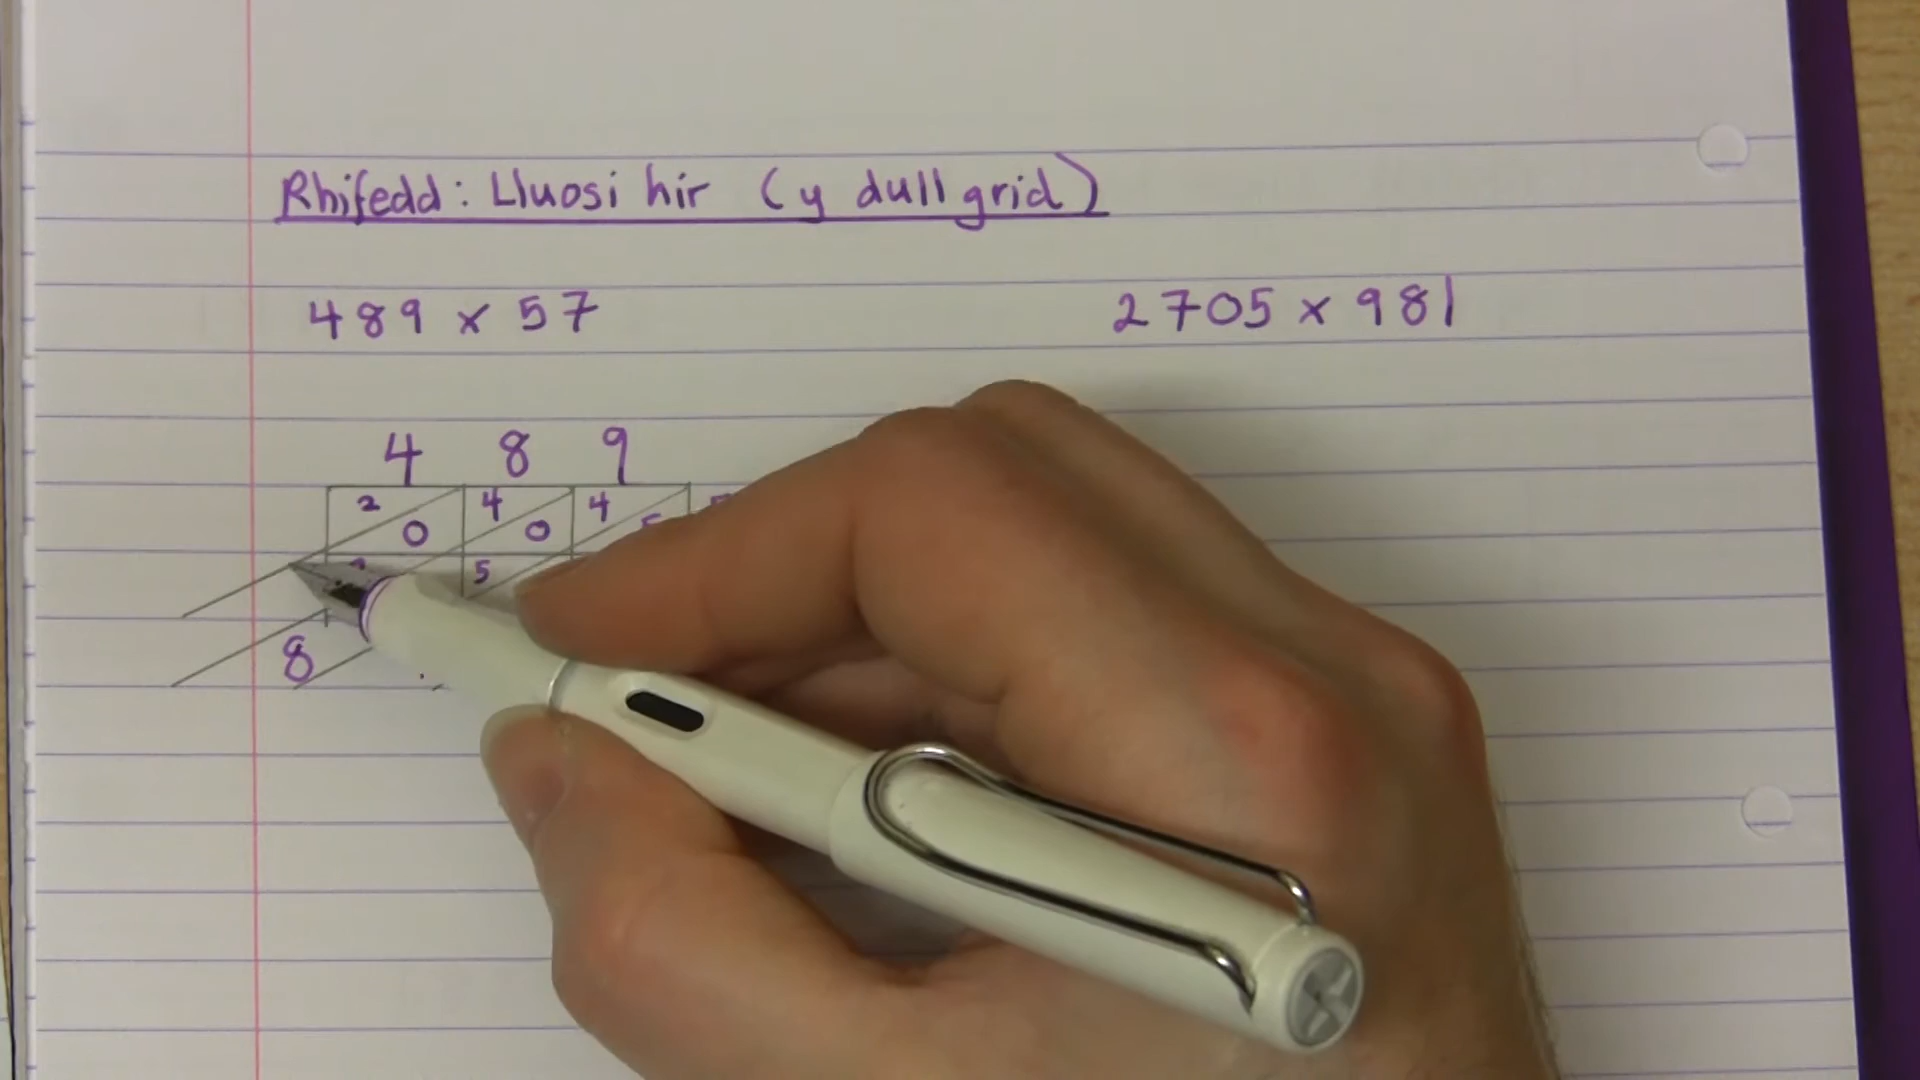 Rhifedd: Lluosi hir (y dull grid)
489 x 57
2705 x 981
4 8 9
2 4 4
0 0
5
8